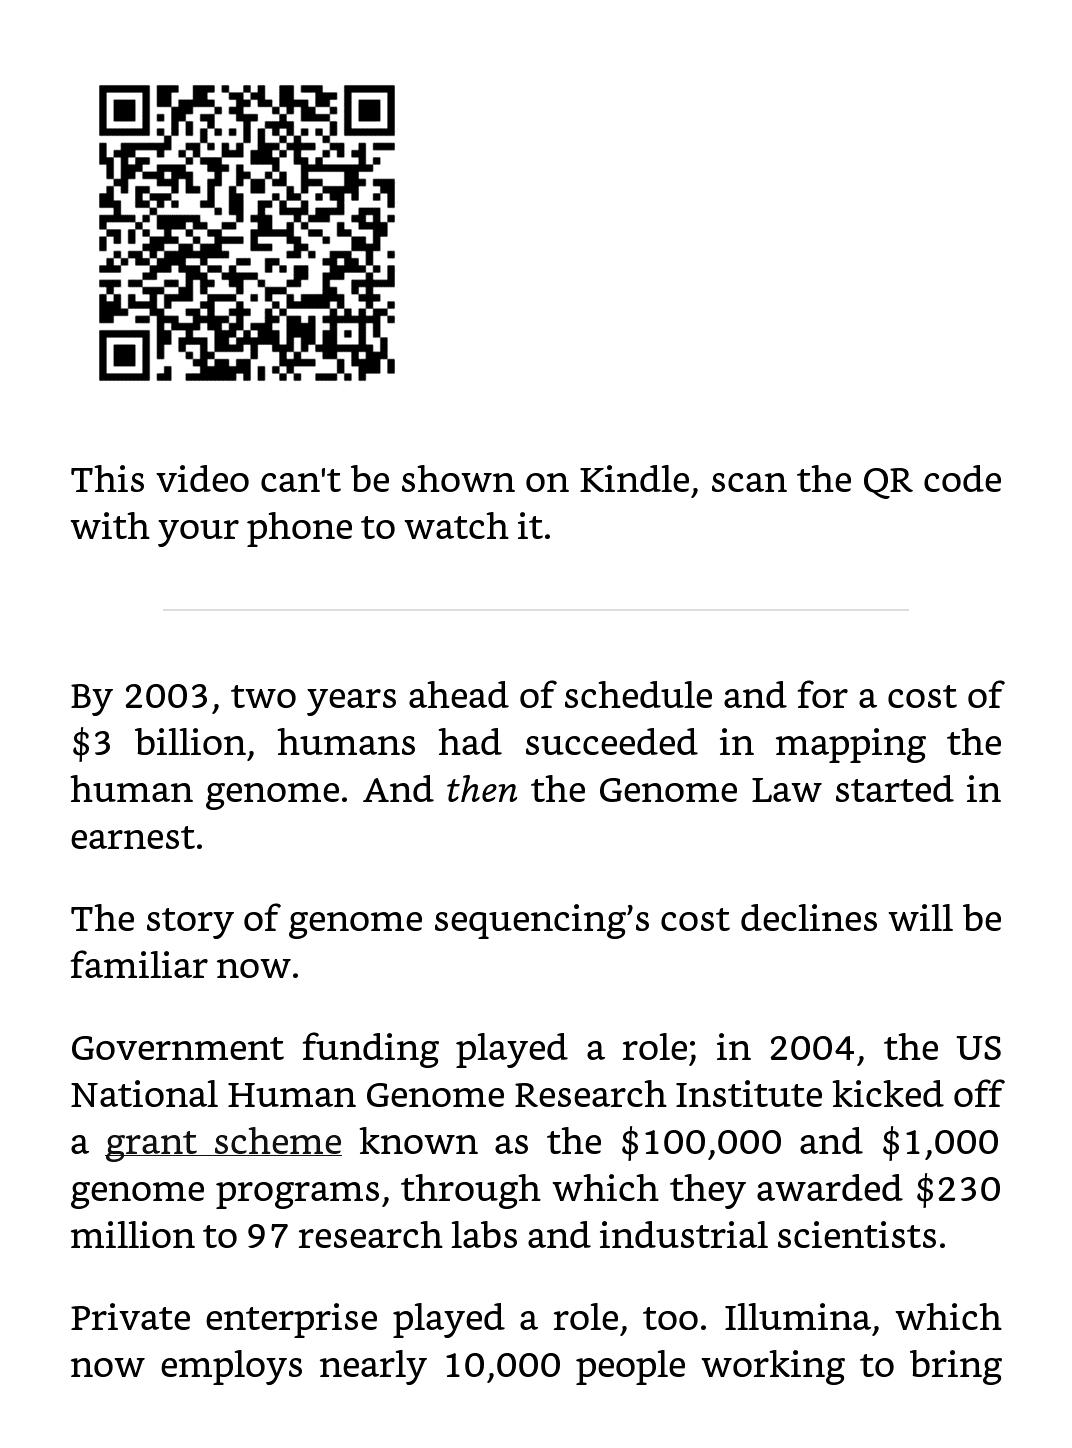 This video can't be shown on Kindle, scan the QR code
with your phone to watch it.
By 2003, two years ahead of schedule and for a cost of
$3 billion, humans had succeeded in mapping the
human genome. And then the Genome Law started in
earnest.
The story of genome sequencing’s cost declines will be
familiar now.
Government funding played a role; in 2004, the US
National Human Genome Research Institute kicked off
a grant scheme known as the $100,000 and $1,000
genome programs, through which they awarded $230
million to 97 research labs and industrial scientists.
Private enterprise played a role, too. Illumina, which
now employs nearly 10,000 people working to bring